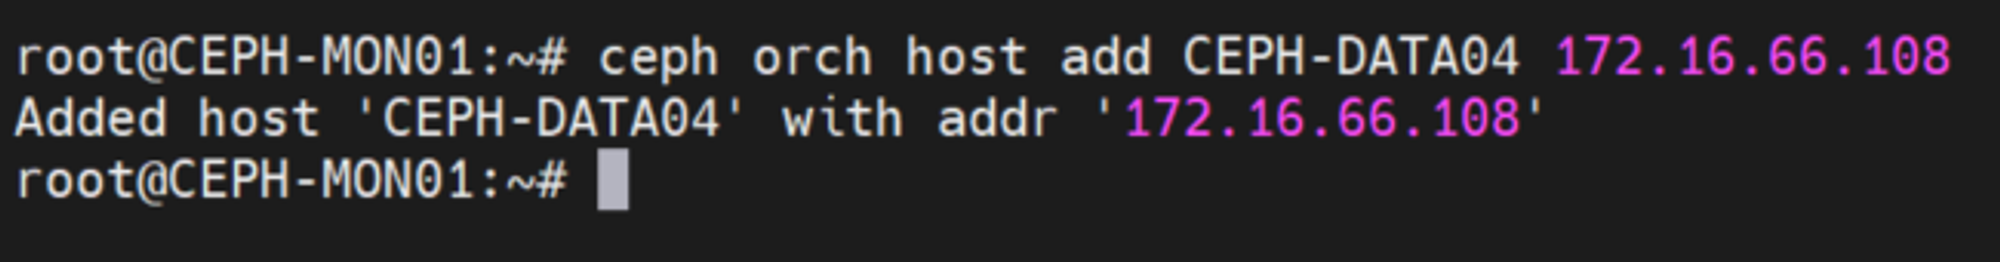 root@CEPH-MON01:~# ceph orch host add CEPH-DATA04 172.16.66.108
Added host 'CEPH-DATA04' with addr '172.16.66.108'
root@CEPH-MON01:~#